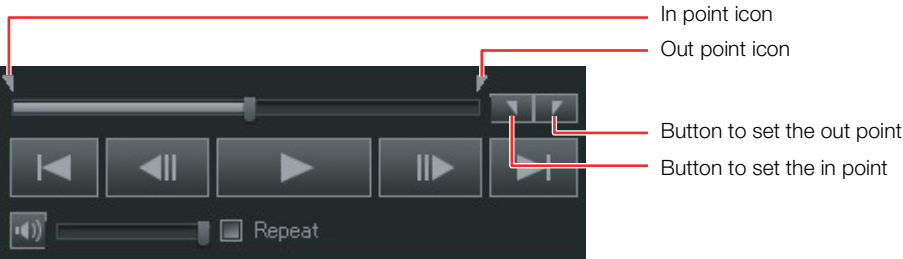 In point icon
Out point icon
Button to set the out point
Button to set the in point
Repeat